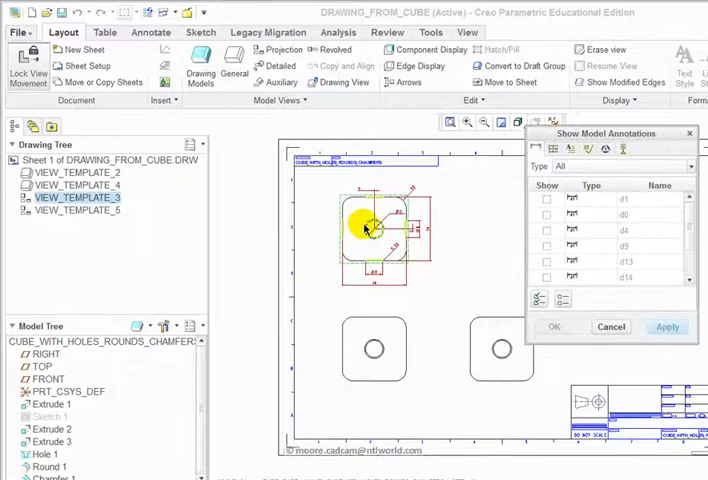 DRAWING_FROM_CUBE (Active) - Creo Parametric Educational Edition
File Layout Table Annotate Sketch Legacy Migration Analysis Review Tools View
Lock View Movement
New Sheet
Sheet Setup
Move or Copy Sheets
Document
Insert
Drawing Models
General
Projection
Detailed
Auxiliary
Revolved
Copy and Align
Drawing View
Model Views
Component Display
Edge Display
Arrows
Hatch/Fill
Convert to Draft Group
Move to Sheet
Edit
Erase view
Resume View
Show Modified Edges
Display
Text Style
Line
Forma
Drawing Tree
Sheet 1 of DRAWING_FROM_CUBE.DRW
VIEW_TEMPLATE_2
VIEW_TEMPLATE_4
VIEW_TEMPLATE_3
VIEW_TEMPLATE_5
Model Tree
CUBE_WITH_HOLES_ROUNDS_CHAMFERS
RIGHT
TOP
FRONT
PRT_CSYS_DEF
Extrude 1
Sketch 1
Extrude 2
Extrude 3
Hole 1
Round 1
Chamfer 1
CUBE_WITH_HOLES_ROUNDS_CHAMFERS
Show Model Annotations
Type All
Show Type Name
d1
d0
d4
d9
d13
d14
OK Cancel Apply
DO NOT SCALE
© moore.cadcam@ntlworld.com